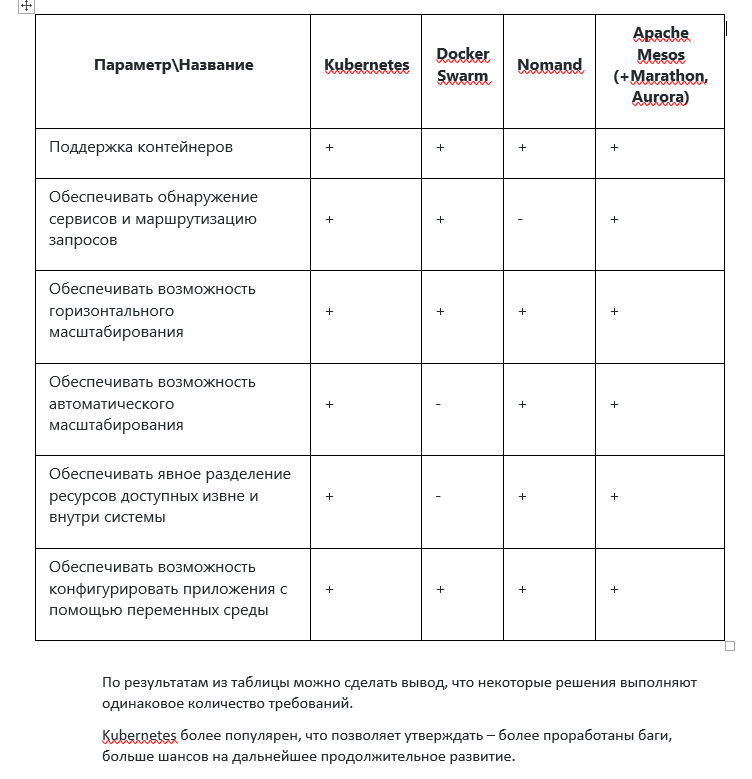 Параметр\Название
Kubernetes
Docker
Swarm
Nomand
Apache
Mesos
(+Marathon,
Aurora)
Поддержка контейнеров
+
+
+
+
Обеспечивать обнаружение
сервисов и маршрутизацию
запросов
+
+
-
+
Обеспечивать возможность
горизонтального
масштабирования
+
+
+
+
Обеспечивать возможность
автоматического
масштабирования
+
-
+
+
Обеспечивать явное разделение
ресурсов доступных извне и
внутри системы
+
-
+
+
Обеспечивать возможность
конфигурировать приложения с
помощью переменных среды
+
+
+
+
По результатам из таблицы можно сделать вывод, что некоторые решения выполняют
одинаковое количество требований.
Kubernetes более популярен, что позволяет утверждать – более проработаны баги,
больше шансов на дальнейшее продолжительное развитие.